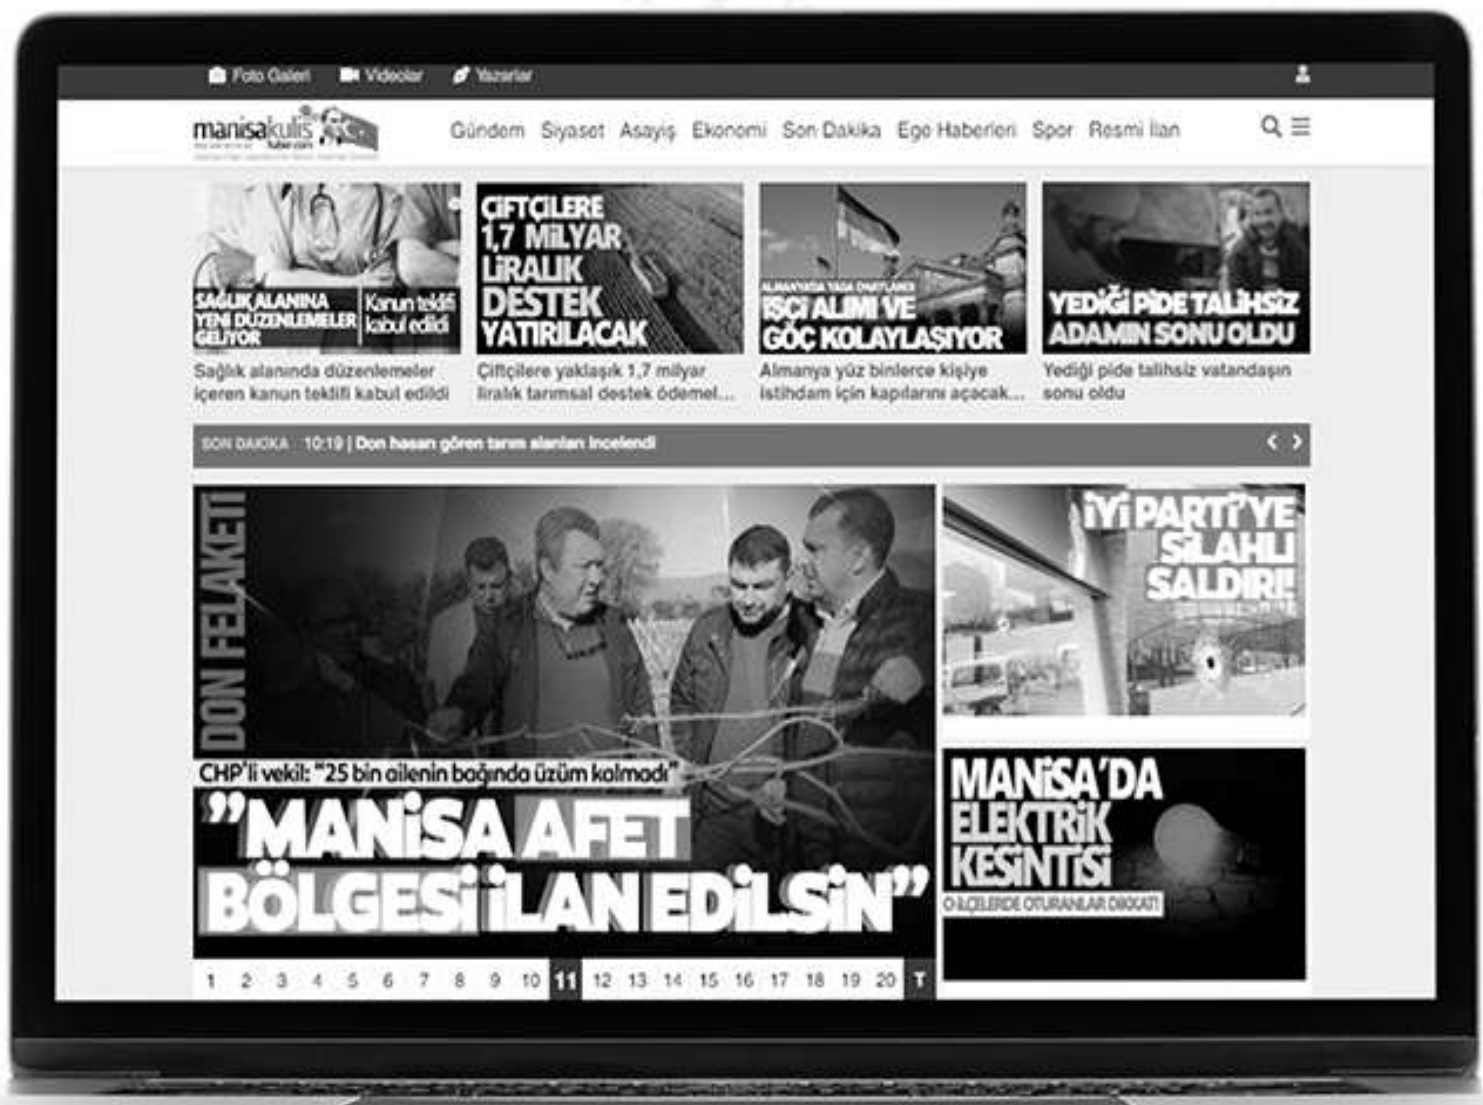 Foto Galeri Videolar Yazarlar
manisakulis
haber.com
Gündem Siyaset Asayiş Ekonomi Son Dakika Ege Haberleri Spor Resmi İlan
SAĞLIK ALANINA
YENİ DÜZENLEMELER
GELİYOR
Kanun teklifi
kabul edildi
Sağlık alanında düzenlemeler
içeren kanun teklifi kabul edildi
ÇİFTÇİLERE
1,7 MİLYAR
LİRALIK
DESTEK
YATIRILACAK
Çiftçilere yaklaşık 1,7 milyar
liralık tarımsal destek ödemel...
ALMANYA'DA YASA ONAYLANDI
İŞÇİ ALIMI VE
GÖÇ KOLAYLAŞIYOR
Almanya yüz binlerce kişiye
istihdam için kapılarını açacak...
YEDİĞİ PİDE TALİHSİZ
ADAMIN SONU OLDU
Yediği pide talihsiz vatandaşın
sonu oldu
SON DAKİKA 10:19 | Don hasarı gören tarım alanları incelendi
DON FELAKETİ
CHP'li vekil: "25 bin ailenin bağında üzüm kalmadı"
"MANİSA AFET
BÖLGESİ İLAN EDİLSİN"
1 2 3 4 5 6 7 8 9 10 11 12 13 14 15 16 17 18 19 20 T
İYİ PARTİ'YE
SİLAHLI
SALDIRI!
MANİSA'DA
ELEKTRİK
KESİNTİSİ
O İLÇELERDE OTURANLAR DİKKAT!